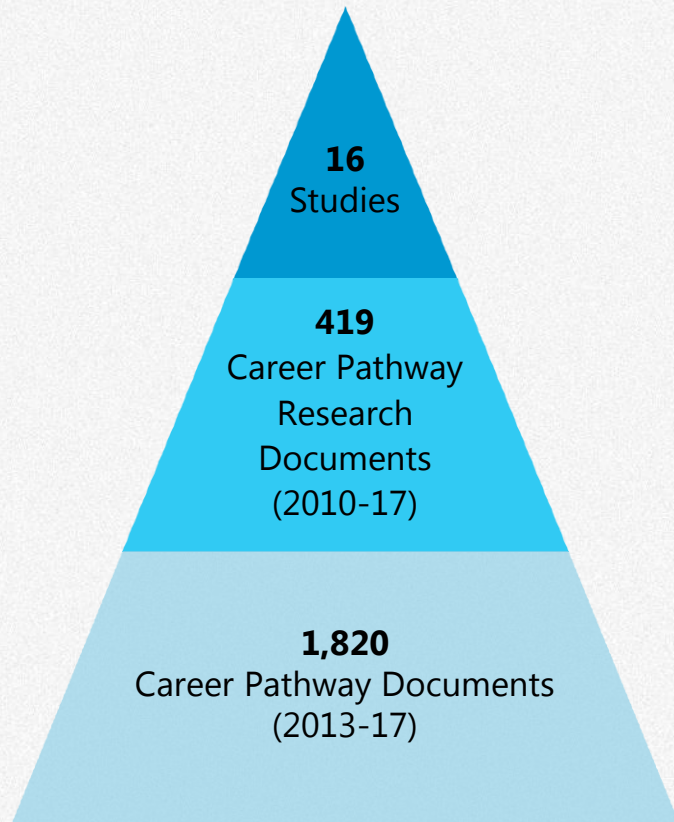 16
Studies
419
Career Pathway
Research
Documents
(2010-17)
1,820
Career Pathway Documents
(2013-17)